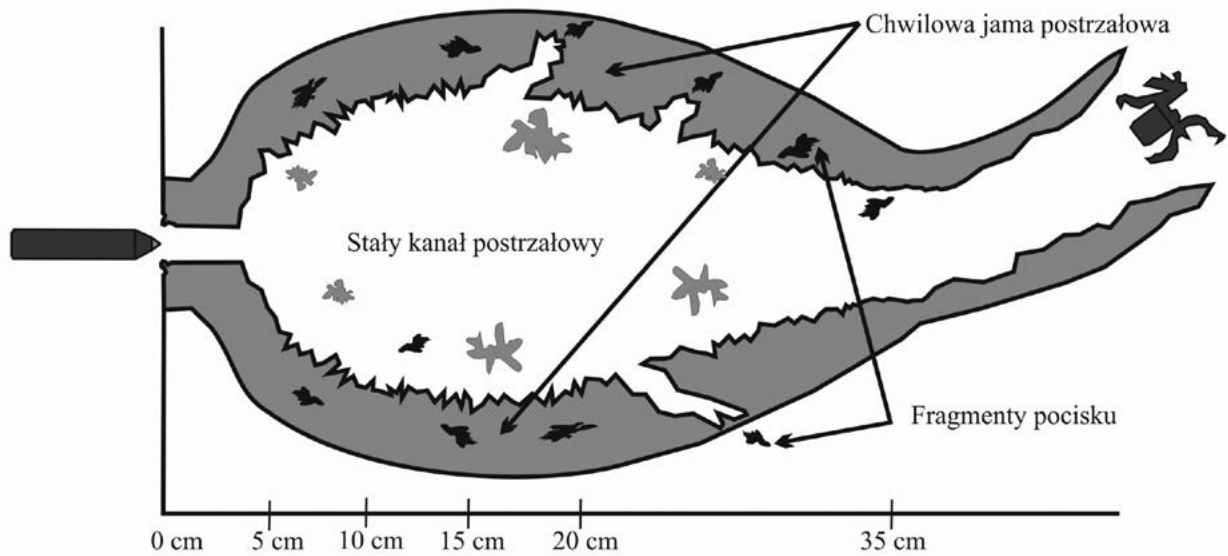 Chwilowa jama postrzałowa
Stały kanał postrzałowy
Fragmenty pocisku
0 cm 5 cm 10 cm 15 cm 20 cm 35 cm